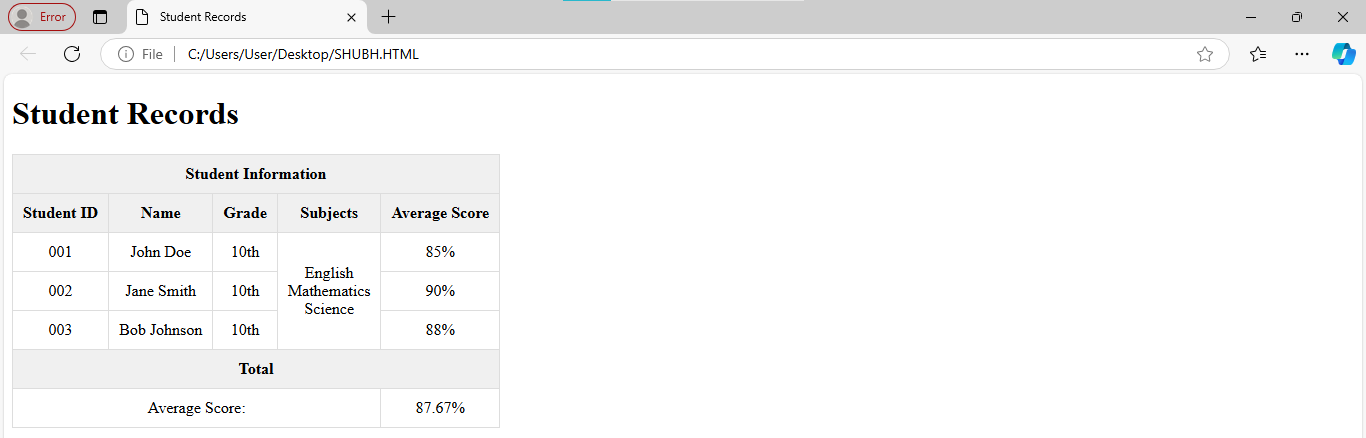 Error
Student Records
File
C:/Users/User/Desktop/SHUBH.HTML
Student Records
Student Information
Student ID Name Grade Subjects Average Score
001 John Doe 10th 85%
English
002 Jane Smith 10th Mathematics 90%
Science
003 Bob Johnson 10th 88%
Total
Average Score: 87.67%